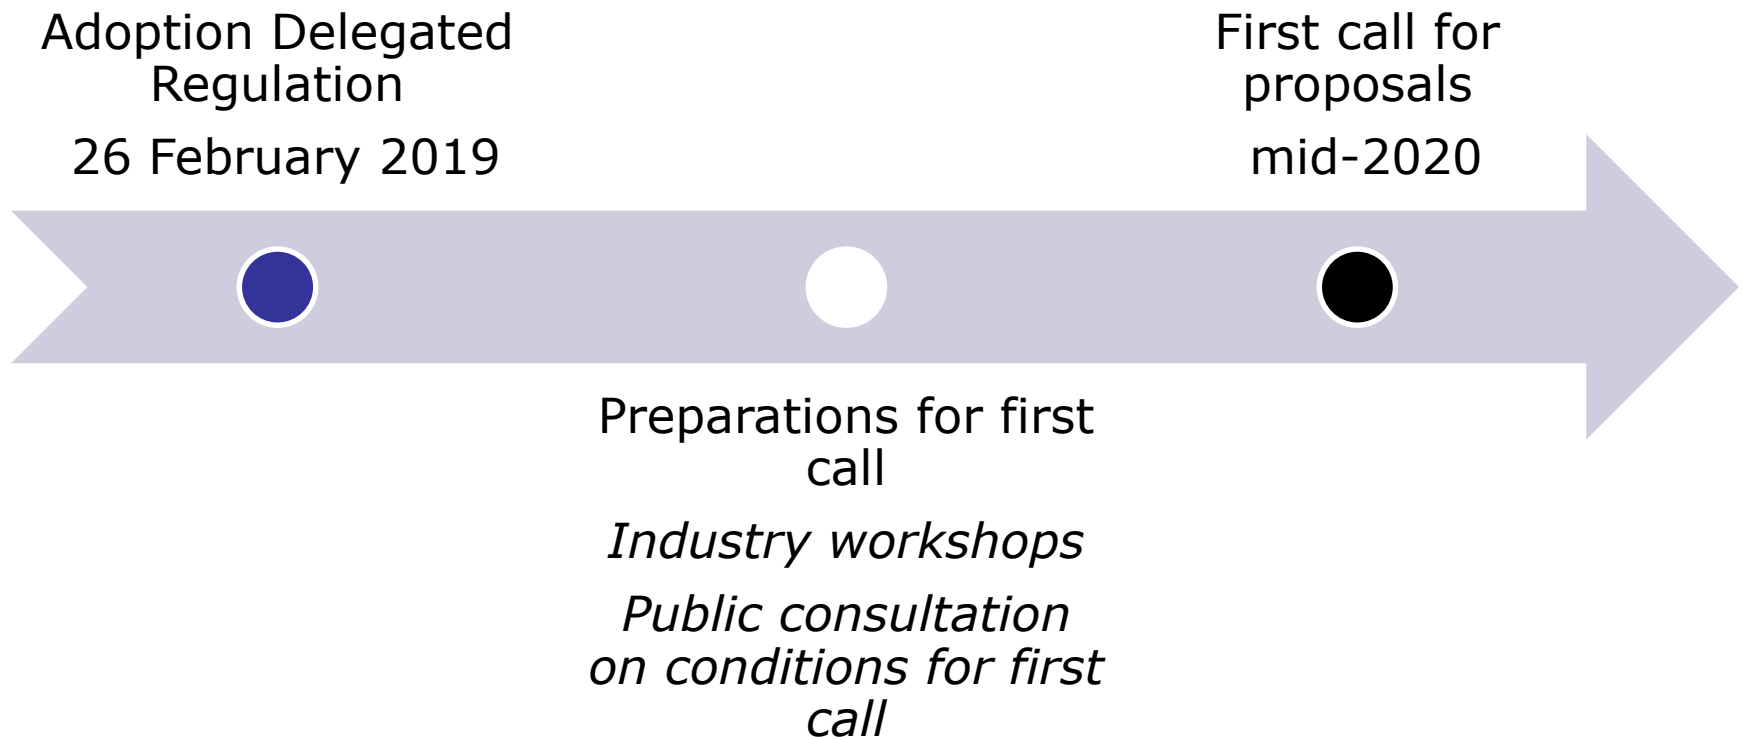 Adoption Delegated
Regulation
26 February 2019
First call for
proposals
mid-2020
Preparations for first
call
Industry workshops
Public consultation
on conditions for first
call